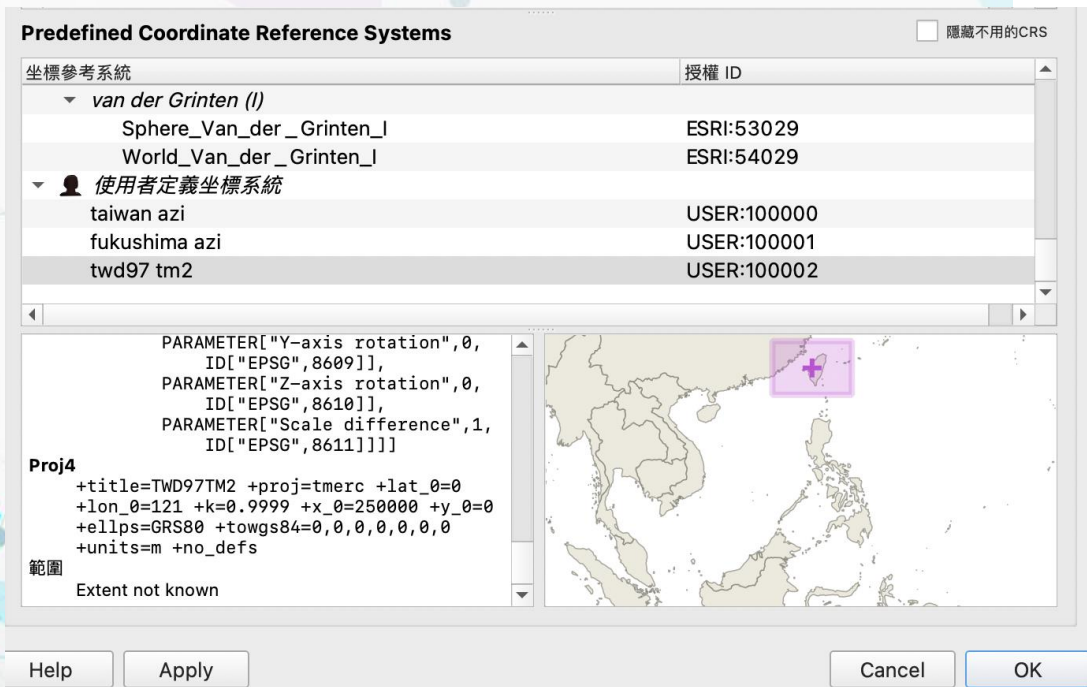 Predefined Coordinate Reference Systems
隱藏不用的CRS
坐標參考系統 授權 ID
van der Grinten (I)
Sphere_Van_der_Grinten_I ESRI:53029
World_Van_der_Grinten_I ESRI:54029
使用者定義坐標系統
taiwan azi USER:100000
fukushima azi USER:100001
twd97 tm2 USER:100002
PARAMETER["Y-axis rotation",0,
ID["EPSG",8609]],
PARAMETER["Z-axis rotation",0,
ID["EPSG",8610]],
PARAMETER["Scale difference",1,
ID["EPSG",8611]]]]
Proj4
+title=TWD97TM2 +proj=tmerc +lat_0=0
+lon_0=121 +k=0.9999 +x_0=250000 +y_0=0
+ellps=GRS80 +towgs84=0,0,0,0,0,0,0
+units=m +no_defs
範圍
Extent not known
Help Apply Cancel OK